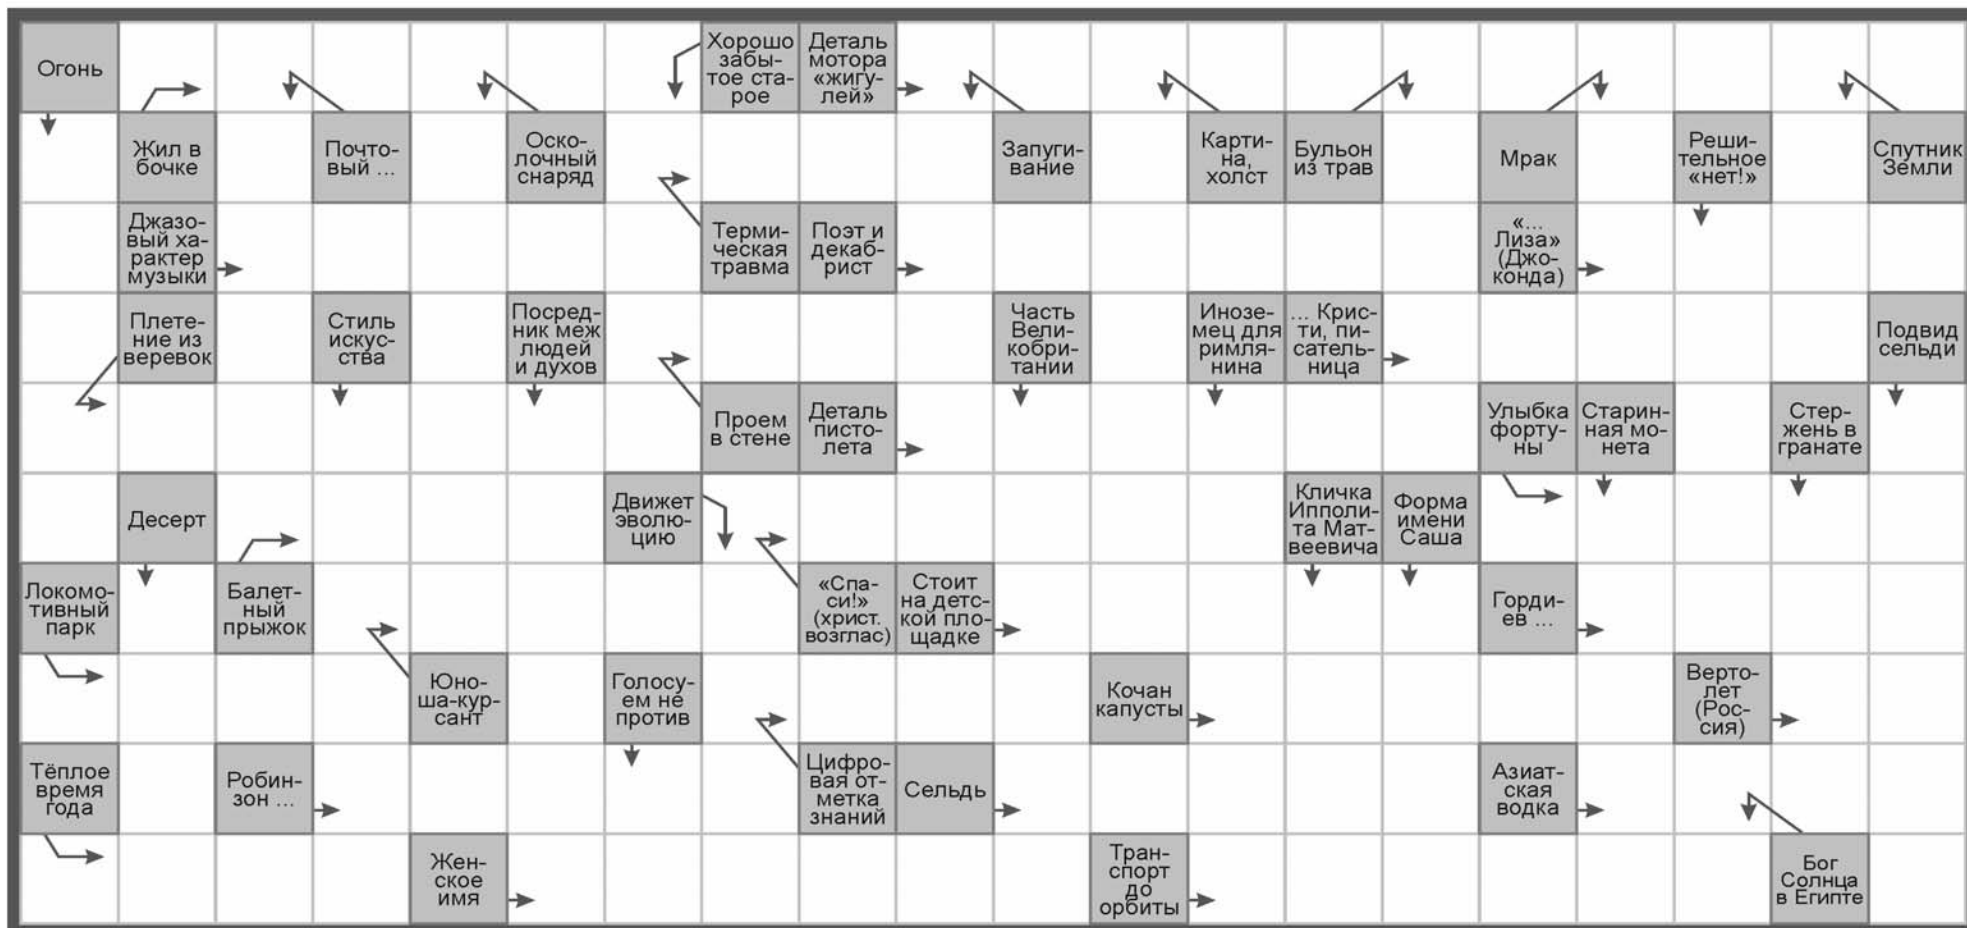 Огонь
Хорошо
забы-
тое ста-
рое
Деталь
мотора
«жигу-
лей»
Жил в
бочке
Почто-
вый ...
Оско-
лочный
снаряд
Запуги-
вание
Карти-
на,
холст
Бульон
из трав
Мрак
Реши-
тельное
«нет!»
Спутник
Земли
Джазо-
вый ха-
рактер
музыки
Терми-
ческая
травма
Поэт и
декаб-
рист
«...
Лиза»
(Джо-
конда)
Плете-
ние из
веревок
Стиль
искус-
ства
Посред-
ник меж
людей
и духов
Часть
Вели-
кобри-
тании
Инозе-
мец для
римля-
нина
... Крис-
ти, пи-
сатель-
ница
Подвид
сельди
Проем
в стене
Деталь
писто-
лета
Улыбка
форту-
ны
Старин-
ная мо-
нета
Стер-
жень в
гранате
Десерт
Движет
эволю-
цию
Кличка
Ипполи-
та Мат-
веевича
Форма
имени
Саша
Локомо-
тивный
парк
Балет-
ный
прыжок
«Спа-
си!»
(христ.
возглас)
Стоит
на детс-
кой пло-
щадке
Горди-
ев ...
Юно-
ша-кур-
сант
Голосу-
ем не
против
Кочан
капусты
Верто-
лет
(Рос-
сия)
Тёплое
время
года
Робин-
зон ...
Цифро-
вая от-
метка
знаний
Сельдь
Азиат-
ская
водка
Жен-
ское
имя
Тран-
спорт
до
орбиты
Бог
Солнца
в Египте